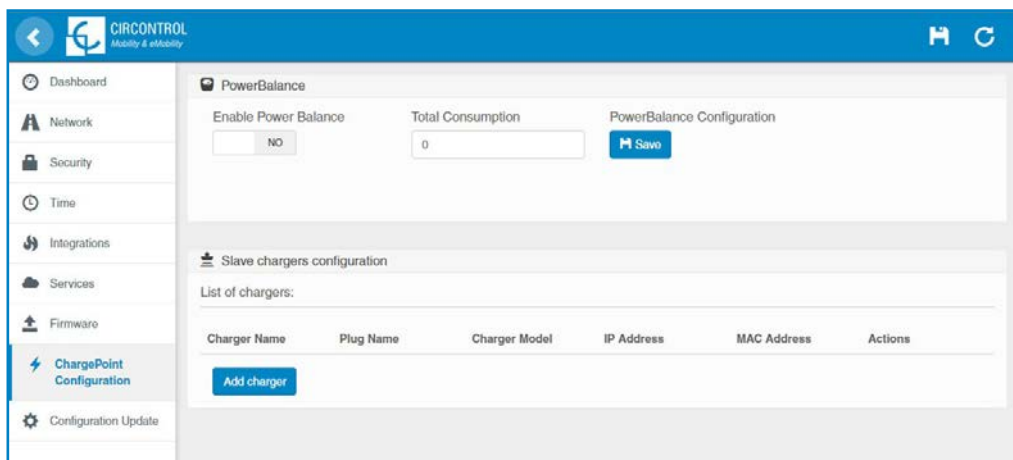 CIRCONTROL
Mobility & eMobility
Dashboard
Network
Security
Time
Integrations
Services
Firmware
ChargePoint
Configuration
Configuration Update
PowerBalance
Enable Power Balance
Total Consumption
PowerBalance Configuration
NO
0
Save
Slave chargers configuration
List of chargers:
Charger Name Plug Name Charger Model IP Address MAC Address Actions
Add charger